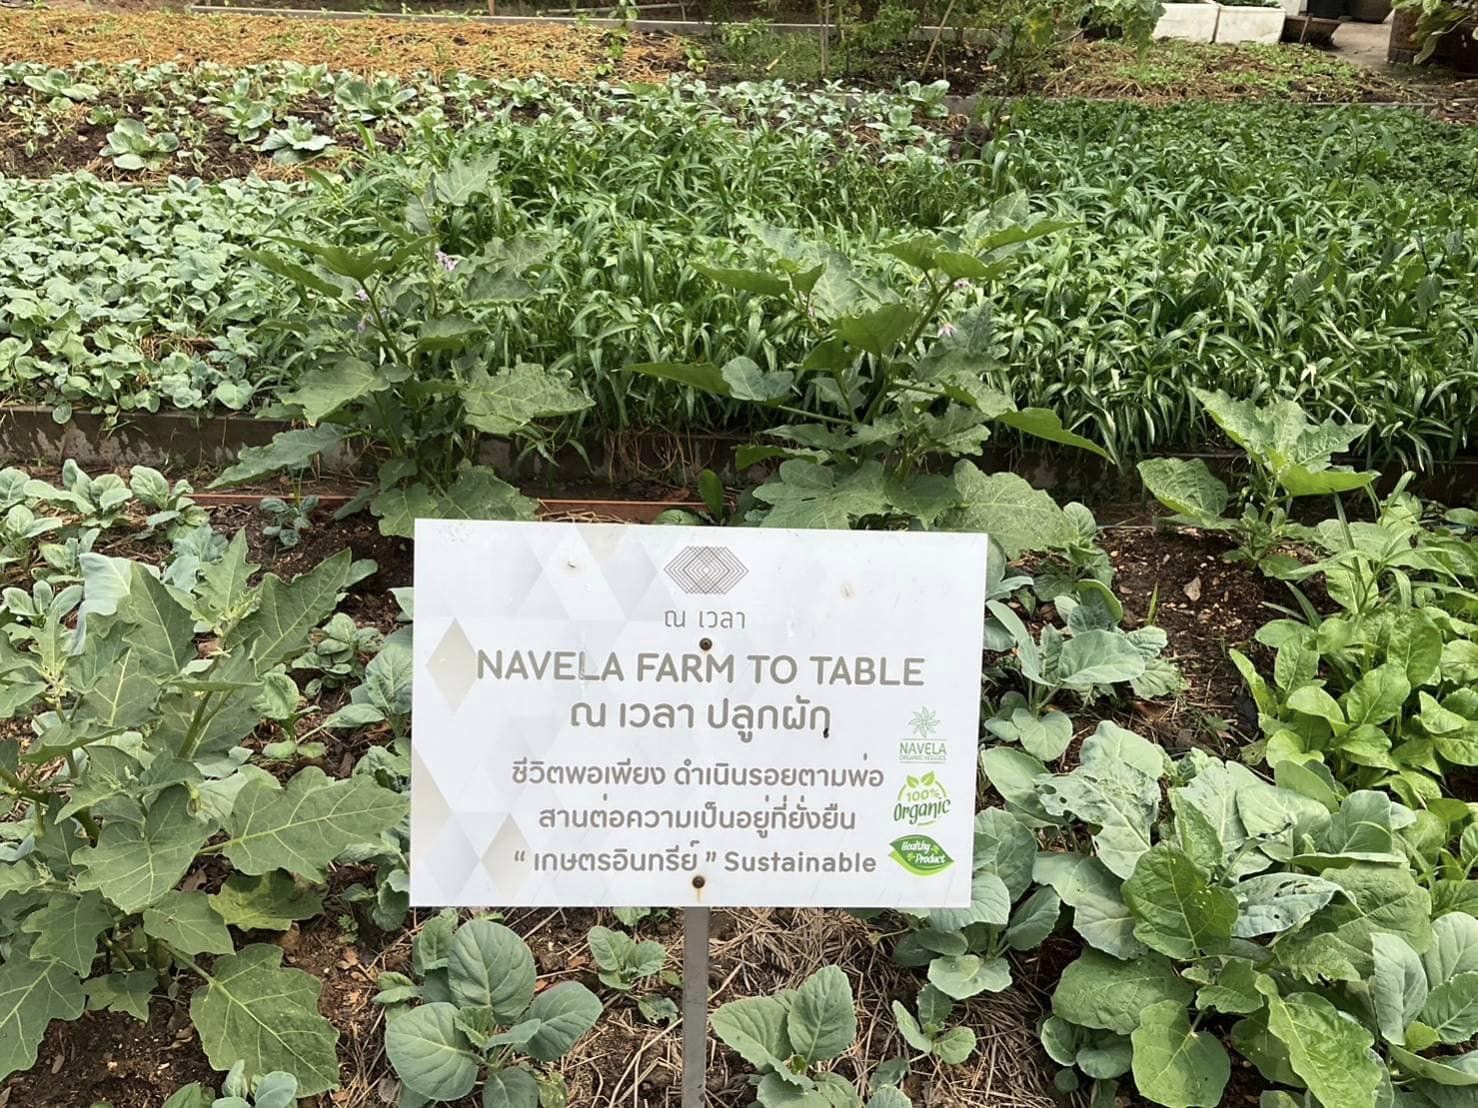 ณ เวลา
NAVELA FARM TO TABLE
ณ เวลา ปลูกผัก
NAVELA
ORGANIC VEGGIES
ชีวิตพอเพียง ดำเนินรอยตามพ่อ
100%
Organic
สานต่อความเป็นอยู่ที่ยั่งยืน
Healthy
Product
“ เกษตรอินทรีย์ ” Sustainable